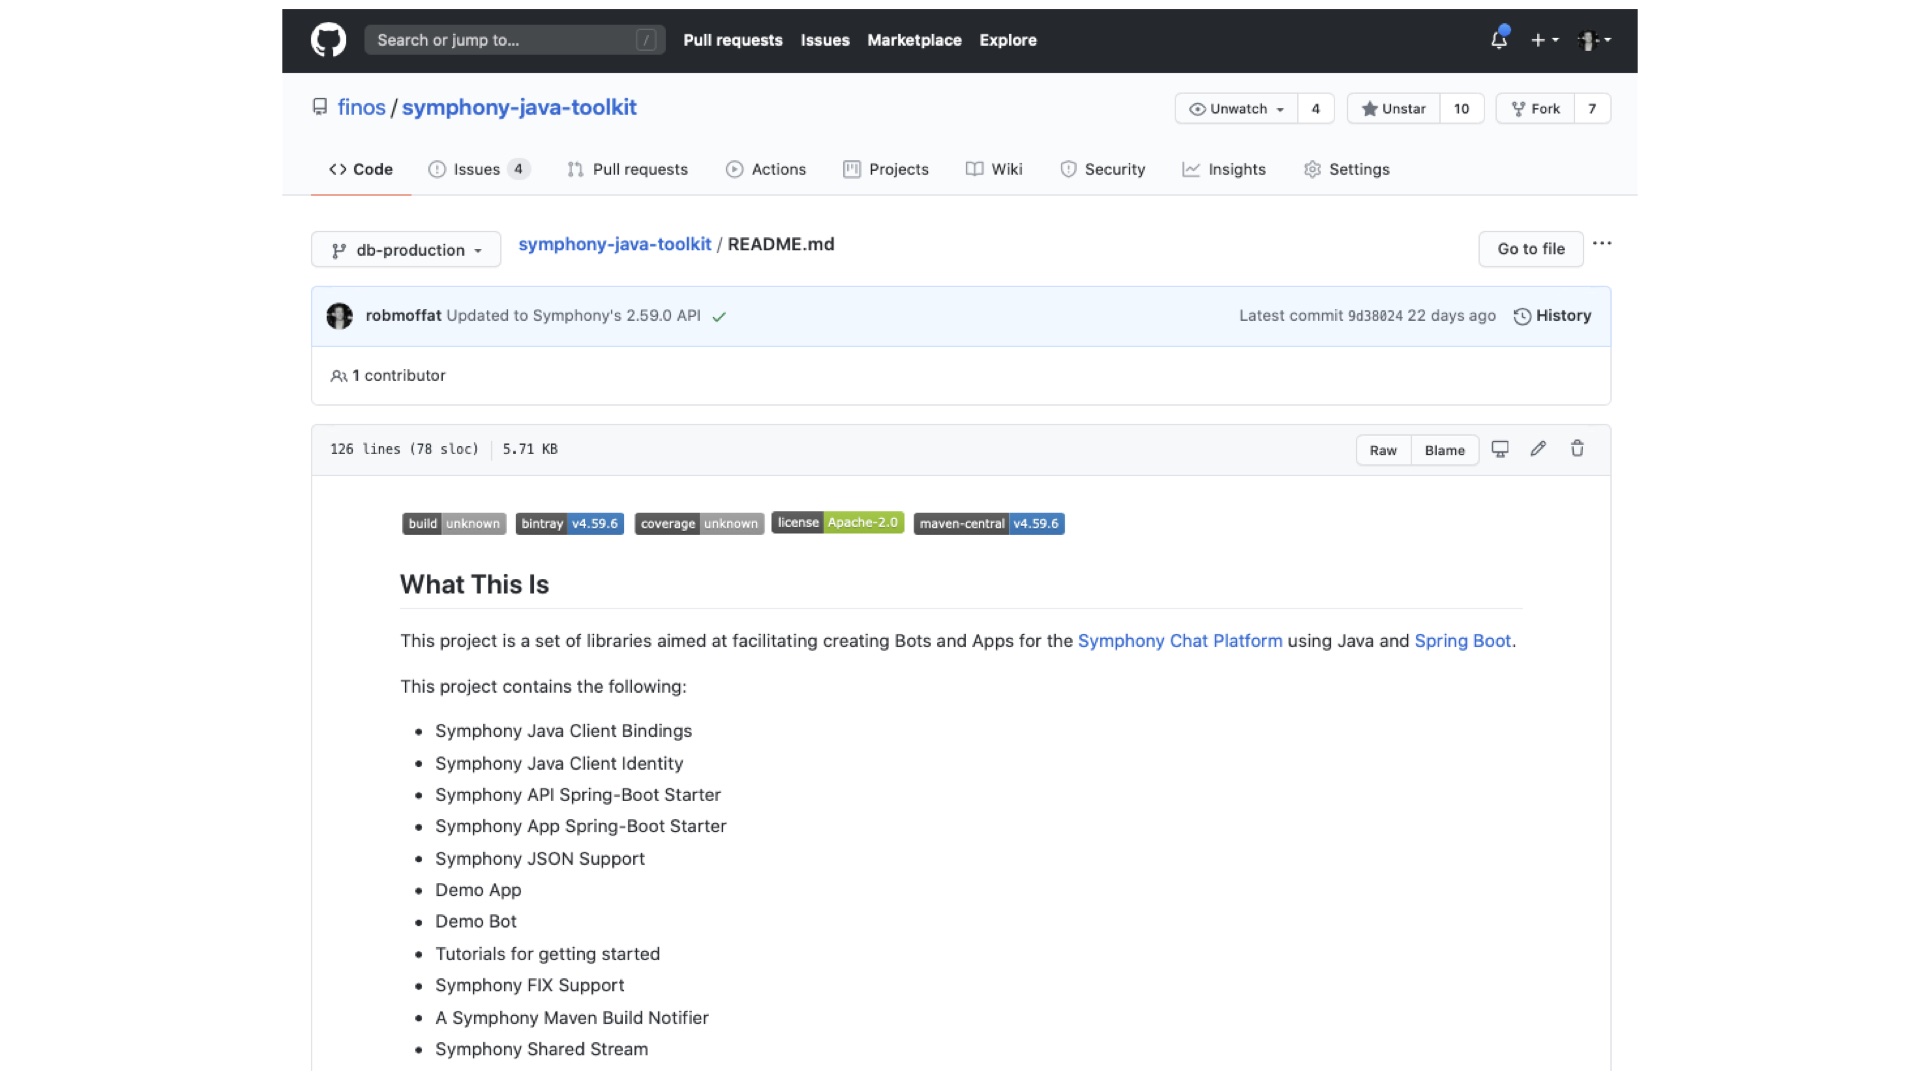 Search or jump to... / Pull requests Issues Marketplace Explore
finos / symphony-java-toolkit Unwatch 4 Unstar 10 Fork 7
Code Issues 4 Pull requests Actions Projects Wiki Security Insights Settings
db-production symphony-java-toolkit / README.md Go to file ...
robmoffat Updated to Symphony's 2.59.0 API Latest commit 9d38024 22 days ago History
1 contributor
126 lines (78 sloc) 5.71 KB Raw Blame
build unknown bintray v4.59.6 coverage unknown license Apache-2.0 maven-central v4.59.6
What This Is
This project is a set of libraries aimed at facilitating creating Bots and Apps for the Symphony Chat Platform using Java and Spring Boot.
This project contains the following:
• Symphony Java Client Bindings
• Symphony Java Client Identity
• Symphony API Spring-Boot Starter
• Symphony App Spring-Boot Starter
• Symphony JSON Support
• Demo App
• Demo Bot
• Tutorials for getting started
• Symphony FIX Support
• A Symphony Maven Build Notifier
• Symphony Shared Stream